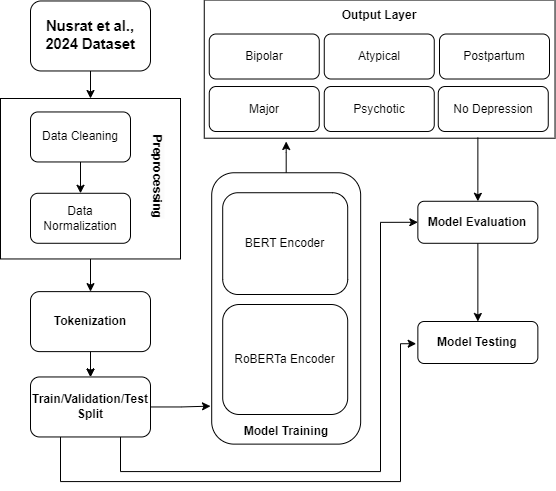 Nusrat et al.,
2024 Dataset
Preprocessing
Data Cleaning
Data
Normalization
Tokenization
Train/Validation/Test
Split
BERT Encoder
RoBERTa Encoder
Model Training
Output Layer
Bipolar
Atypical
Postpartum
Major
Psychotic
No Depression
Model Evaluation
Model Testing